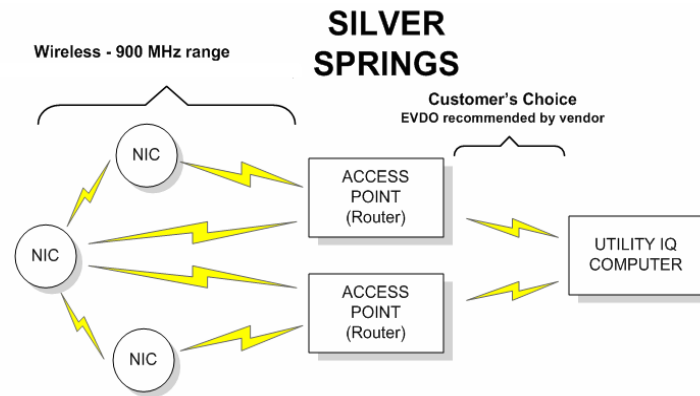 SILVER
SPRINGS
Wireless - 900 MHz range
Customer's Choice
EVDO recommended by vendor
NIC
ACCESS
POINT
(Router)
NIC
UTILITY IQ
COMPUTER
ACCESS
POINT
(Router)
NIC